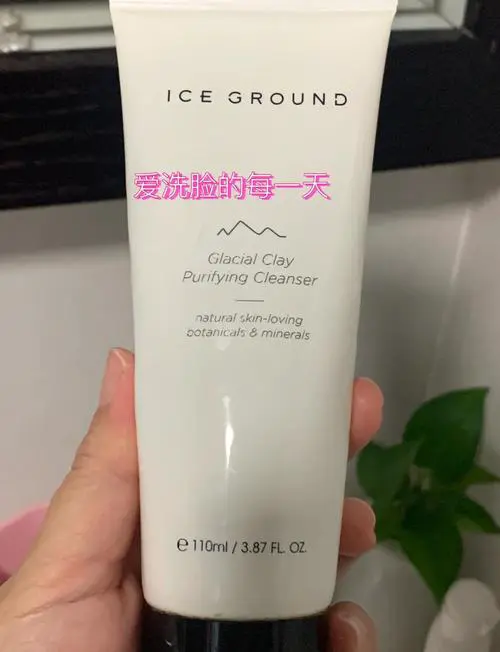 ICE GROUND
爱洗脸的每一天
Glacial Clay
Purifying Cleanser
natural skin-loving
botanicals & minerals
℮ 110ml / 3.87 FL. OZ.